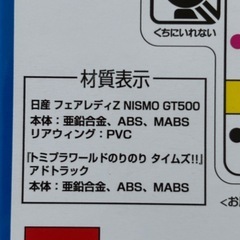 くちにいれない
材質表示
日産 フェアレディZ NISMO GT500
本体：亜鉛合金、ABS、MABS
リアウィング：PVC
『トミプラワールドのりのり タイムズ!!』
アドトラック
本体：亜鉛合金、ABS、MABS